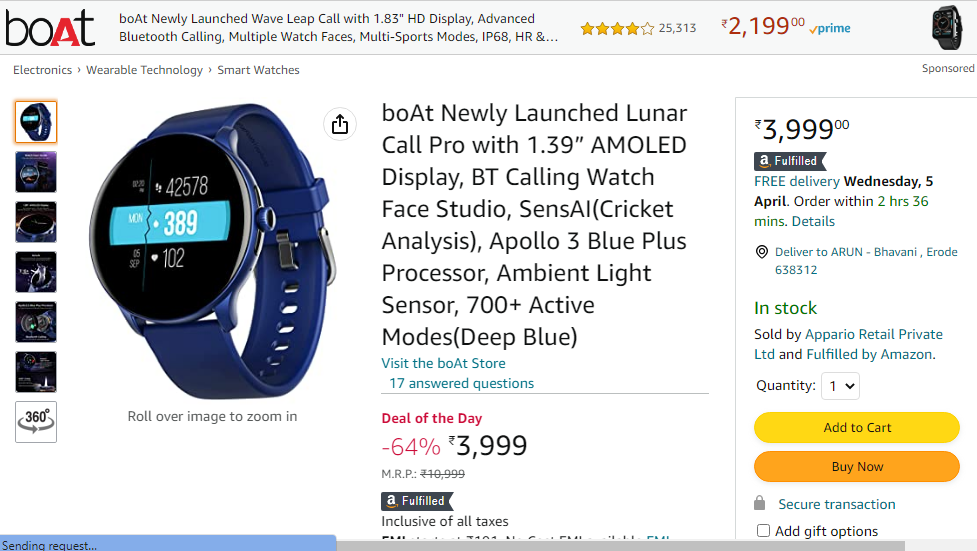 boAt
boAt Newly Launched Wave Leap Call with 1.83" HD Display, Advanced
Bluetooth Calling, Multiple Watch Faces, Multi-Sports Modes, IP68, HR &...
25,313
₹2,19900
prime
Electronics › Wearable Technology › Smart Watches
Sponsored
42578
MON
389
05
SEP
102
360°
Roll over image to zoom in
boAt Newly Launched Lunar
Call Pro with 1.39” AMOLED
Display, BT Calling Watch
Face Studio, SensAI(Cricket
Analysis), Apollo 3 Blue Plus
Processor, Ambient Light
Sensor, 700+ Active
Modes(Deep Blue)
Visit the boAt Store
17 answered questions
Deal of the Day
-64% ₹3,999
M.R.P.: ₹10,999
a Fulfilled
Inclusive of all taxes
₹3,99900
a Fulfilled
FREE delivery Wednesday, 5
April. Order within 2 hrs 36
mins. Details
Deliver to ARUN - Bhavani , Erode
638312
In stock
Sold by Appario Retail Private
Ltd and Fulfilled by Amazon.
Quantity: 1
Add to Cart
Buy Now
Secure transaction
Add gift options
Sending request...